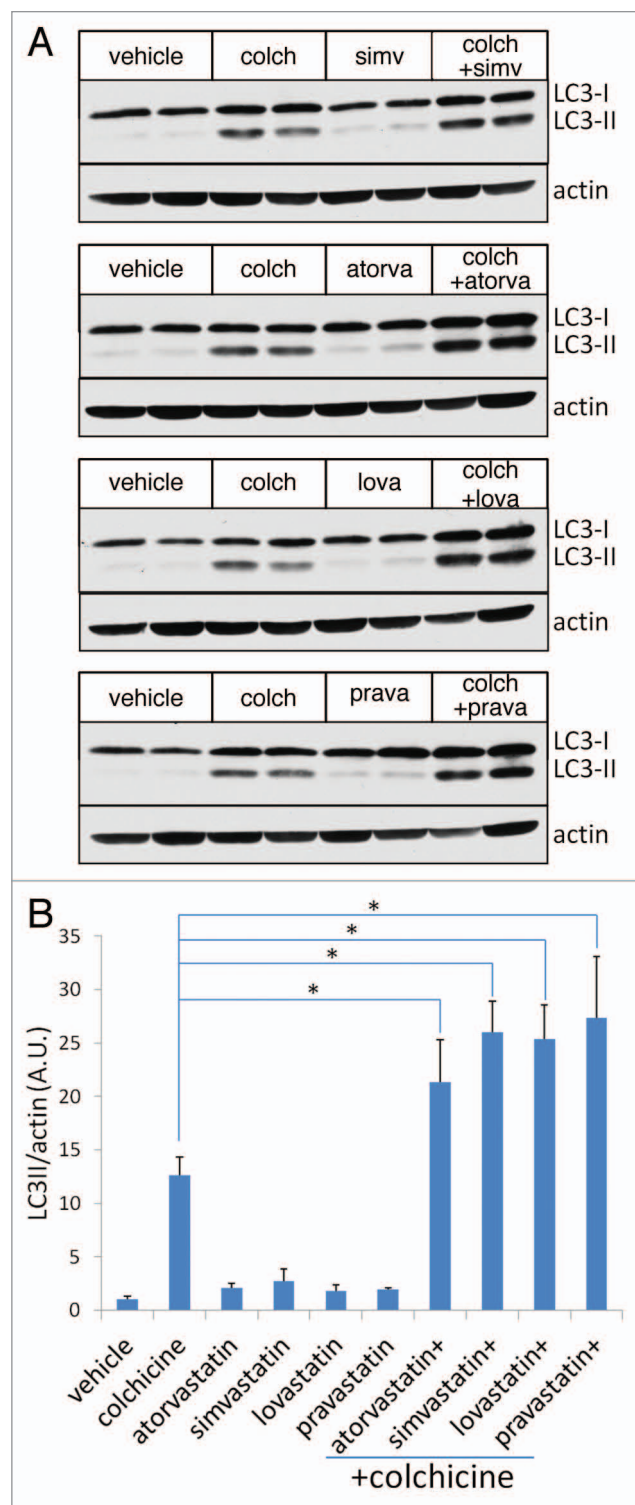 A
vehicle colch simv colch
+simv
LC3-I
LC3-II
actin
vehicle colch atorva colch
+atorva
LC3-I
LC3-II
actin
vehicle colch lova colch
+lova
LC3-I
LC3-II
actin
vehicle colch prava colch
+prava
LC3-I
LC3-II
actin
B
*
*
*
*
35
30
25
20
15
10
5
0
LC3II/actin (A.U.)
vehicle
colchicine
atorvastatin
simvastatin
lovastatin
pravastatin
atorvastatin+
simvastatin+
lovastatin+
pravastatin+
+colchicine